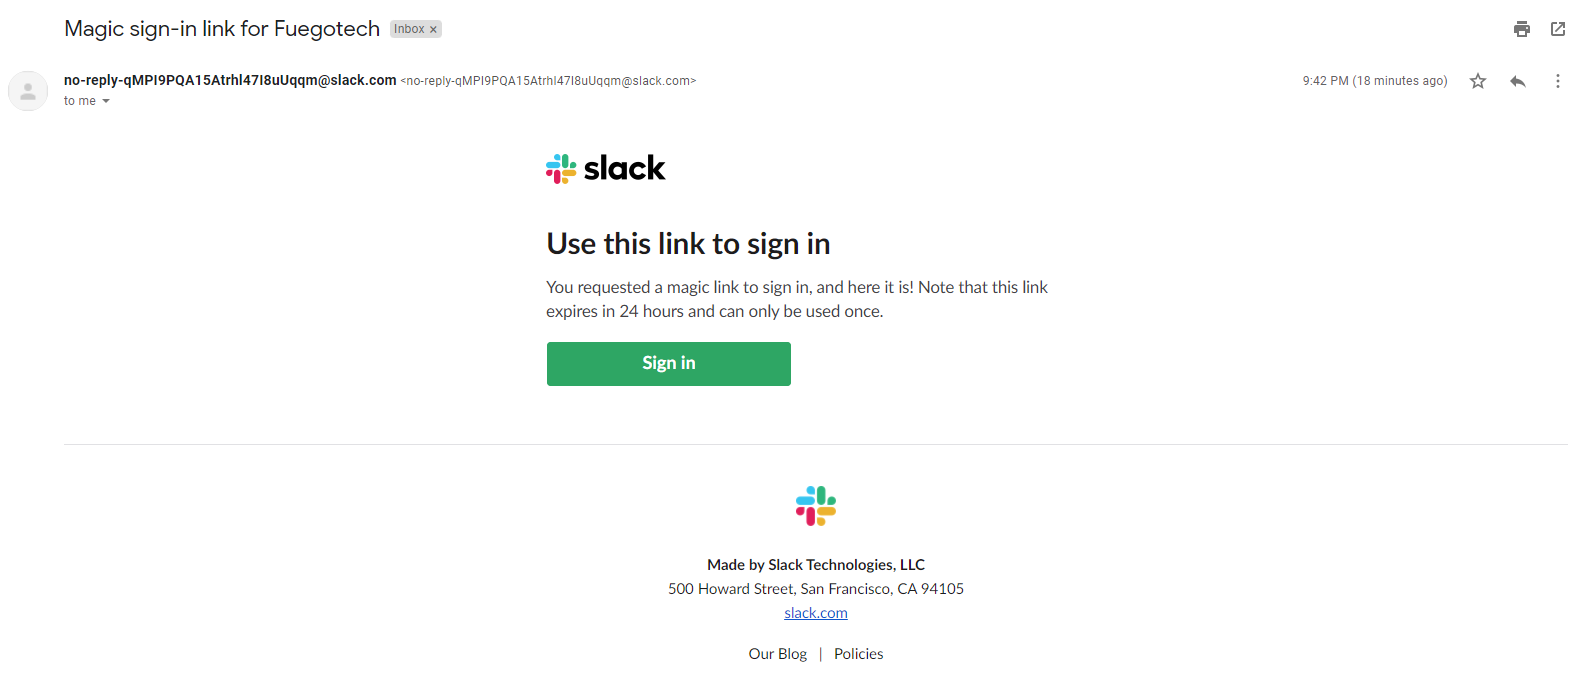 Magic sign-in link for Fuegotech Inbox x
no-reply-qMPI9PQA15Atrhl47I8uUqqm@slack.com <no-reply-qMPI9PQA15Atrhl47I8uUqqm@slack.com> 9:42 PM (18 minutes ago)
to me
slack
Use this link to sign in
You requested a magic link to sign in, and here it is! Note that this link
expires in 24 hours and can only be used once.
Sign in
Made by Slack Technologies, LLC
500 Howard Street, San Francisco, CA 94105
slack.com
Our Blog | Policies